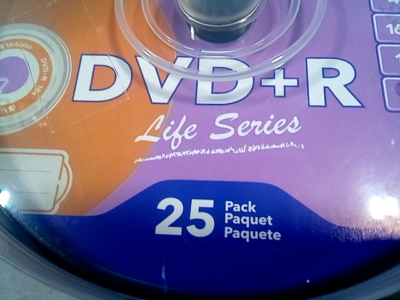 DVD+R
Life Series
25 Pack
Paquet
Paquete